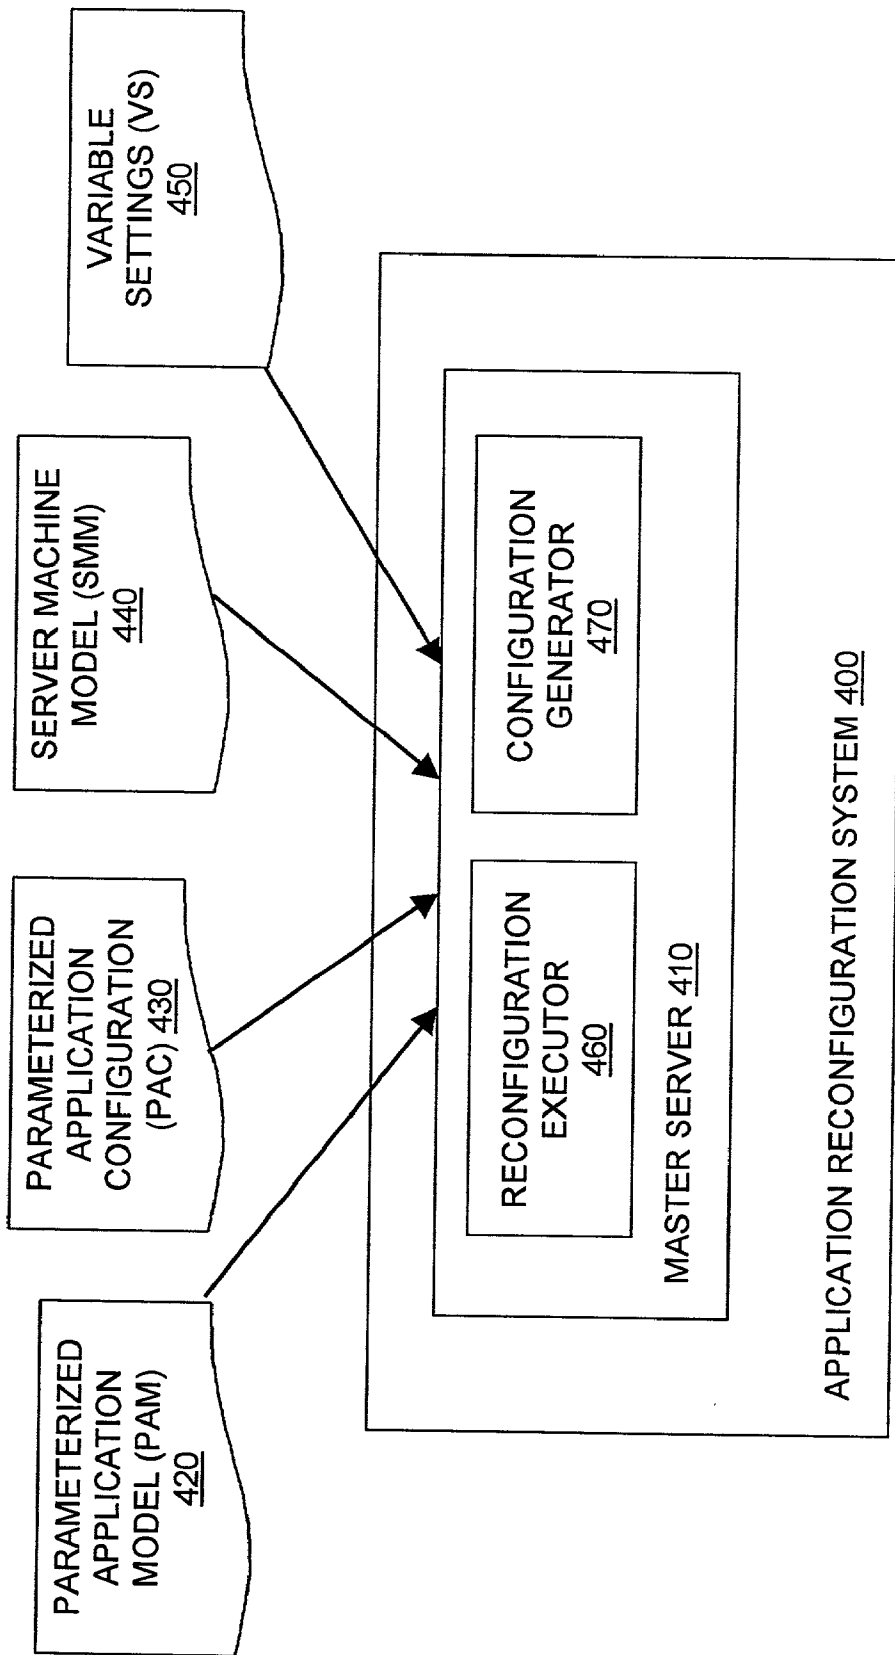 PARAMETERIZED
APPLICATION
MODEL (PAM)
420
PARAMETERIZED
APPLICATION
CONFIGURATION
(PAC) 430
SERVER MACHINE
MODEL (SMM)
440
VARIABLE
SETTINGS (VS)
450
RECONFIGURATION
EXECUTOR
460
CONFIGURATION
GENERATOR
470
MASTER SERVER 410
APPLICATION RECONFIGURATION SYSTEM 400